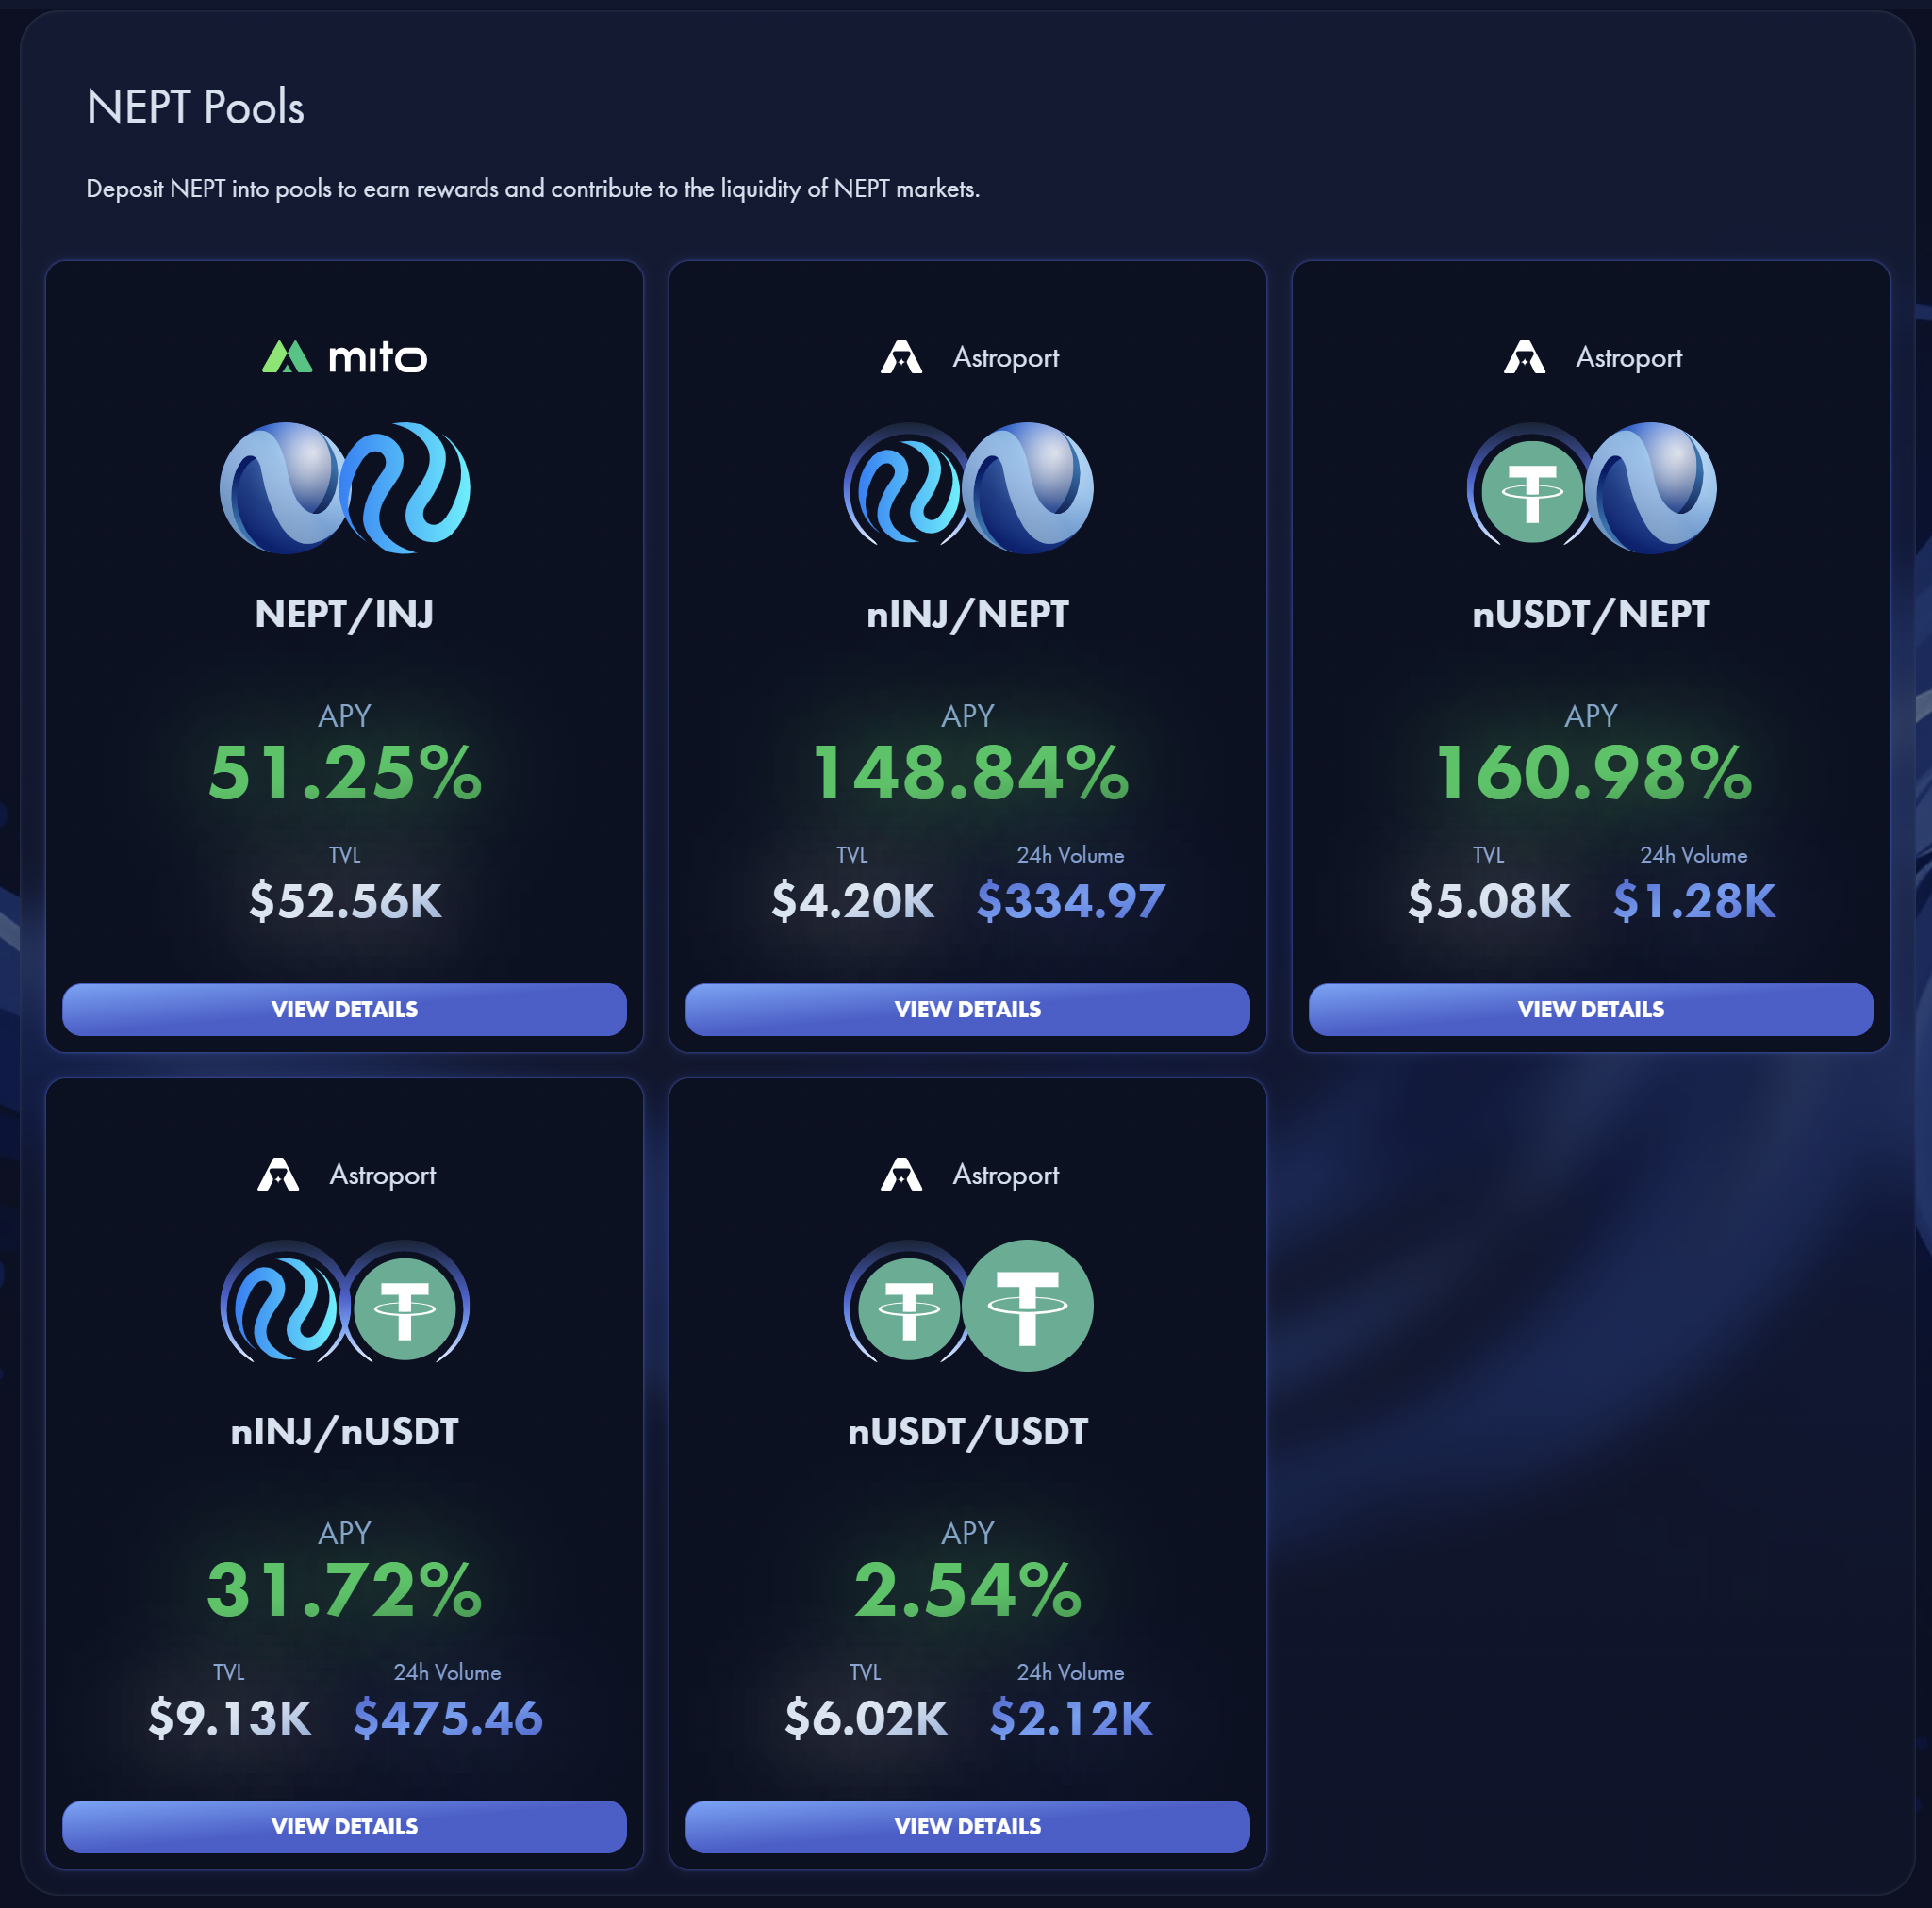 NEPT Pools
Deposit NEPT into pools to earn rewards and contribute to the liquidity of NEPT markets.
mito
NEPT/INJ
APY
51.25%
TVL
$52.56K
VIEW DETAILS
Astroport
nINJ/NEPT
APY
148.84%
TVL 24h Volume
$4.20K $334.97
VIEW DETAILS
Astroport
nUSDT/NEPT
APY
160.98%
TVL 24h Volume
$5.08K $1.28K
VIEW DETAILS
Astroport
nINJ/nUSDT
APY
31.72%
TVL 24h Volume
$9.13K $475.46
VIEW DETAILS
Astroport
nUSDT/USDT
APY
2.54%
TVL 24h Volume
$6.02K $2.12K
VIEW DETAILS